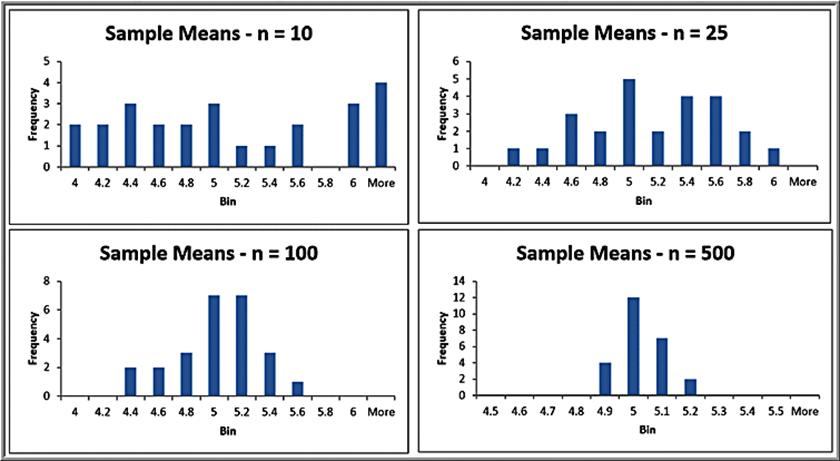 Sample Means - n = 10
5
4
3
2
1
0
Frequency
4 4.2 4.4 4.6 4.8 5 5.2 5.4 5.6 5.8 6 More
Bin
Sample Means - n = 25
6
5
4
3
2
1
0
Frequency
4 4.2 4.4 4.6 4.8 5 5.2 5.4 5.6 5.8 6 More
Bin
Sample Means - n = 100
8
6
4
2
0
Frequency
4 4.2 4.4 4.6 4.8 5 5.2 5.4 5.6 5.8 6 More
Bin
Sample Means - n = 500
14
12
10
8
6
4
2
0
Frequency
4.5 4.6 4.7 4.8 4.9 5 5.1 5.2 5.3 5.4 5.5 More
Bin